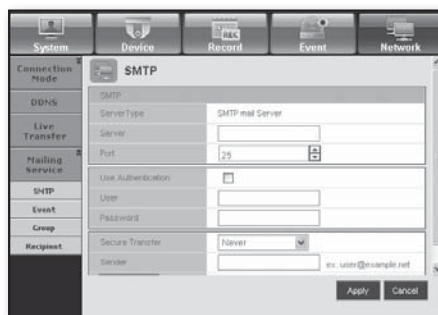 System Device Record Event Network
REC
Connection Mode
DDNS
Live Transfer
Mailing Service
SMTP
Event
Group
Recipient
SMTP
SMTP
ServerType SMTP mail Server
Server
Port 25
Use Authentication
User
Password
Secure Transfer Never
Sender ex. user@example.net
Apply Cancel